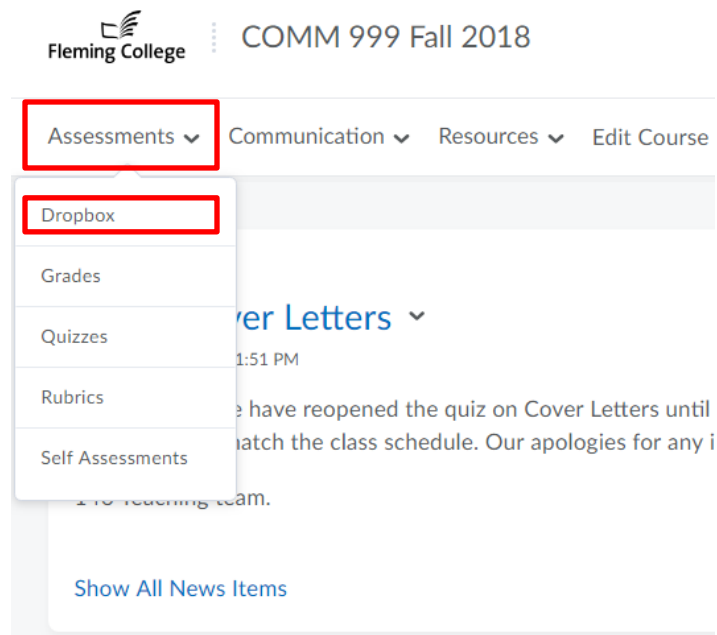 Fleming College
COMM 999 Fall 2018
Assessments Communication Resources Edit Course
Dropbox
Grades
Quizzes
Rubrics
Self Assessments
Letters
1:51 PM
have reopened the quiz on Cover Letters until
the class schedule. Our apologies for any
Show All News Items